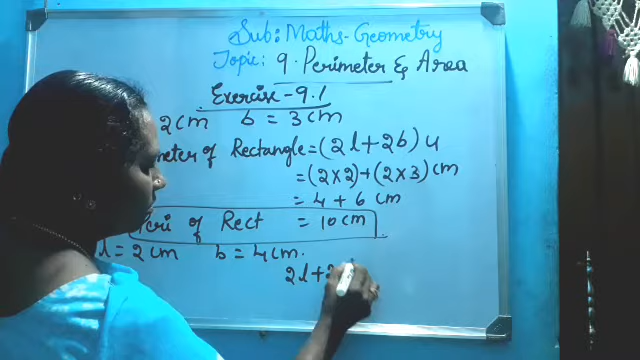 Sub: Maths-Geometry
Topic: 9. Perimeter & Area
Exercise-9.1
2cm b = 3cm
meter of Rectangle = (2l+2b) u
= (2×2)+(2×3) cm
= 4 + 6 cm
Peri of Rect = 10cm
l = 2cm b = 4cm.
2l+2